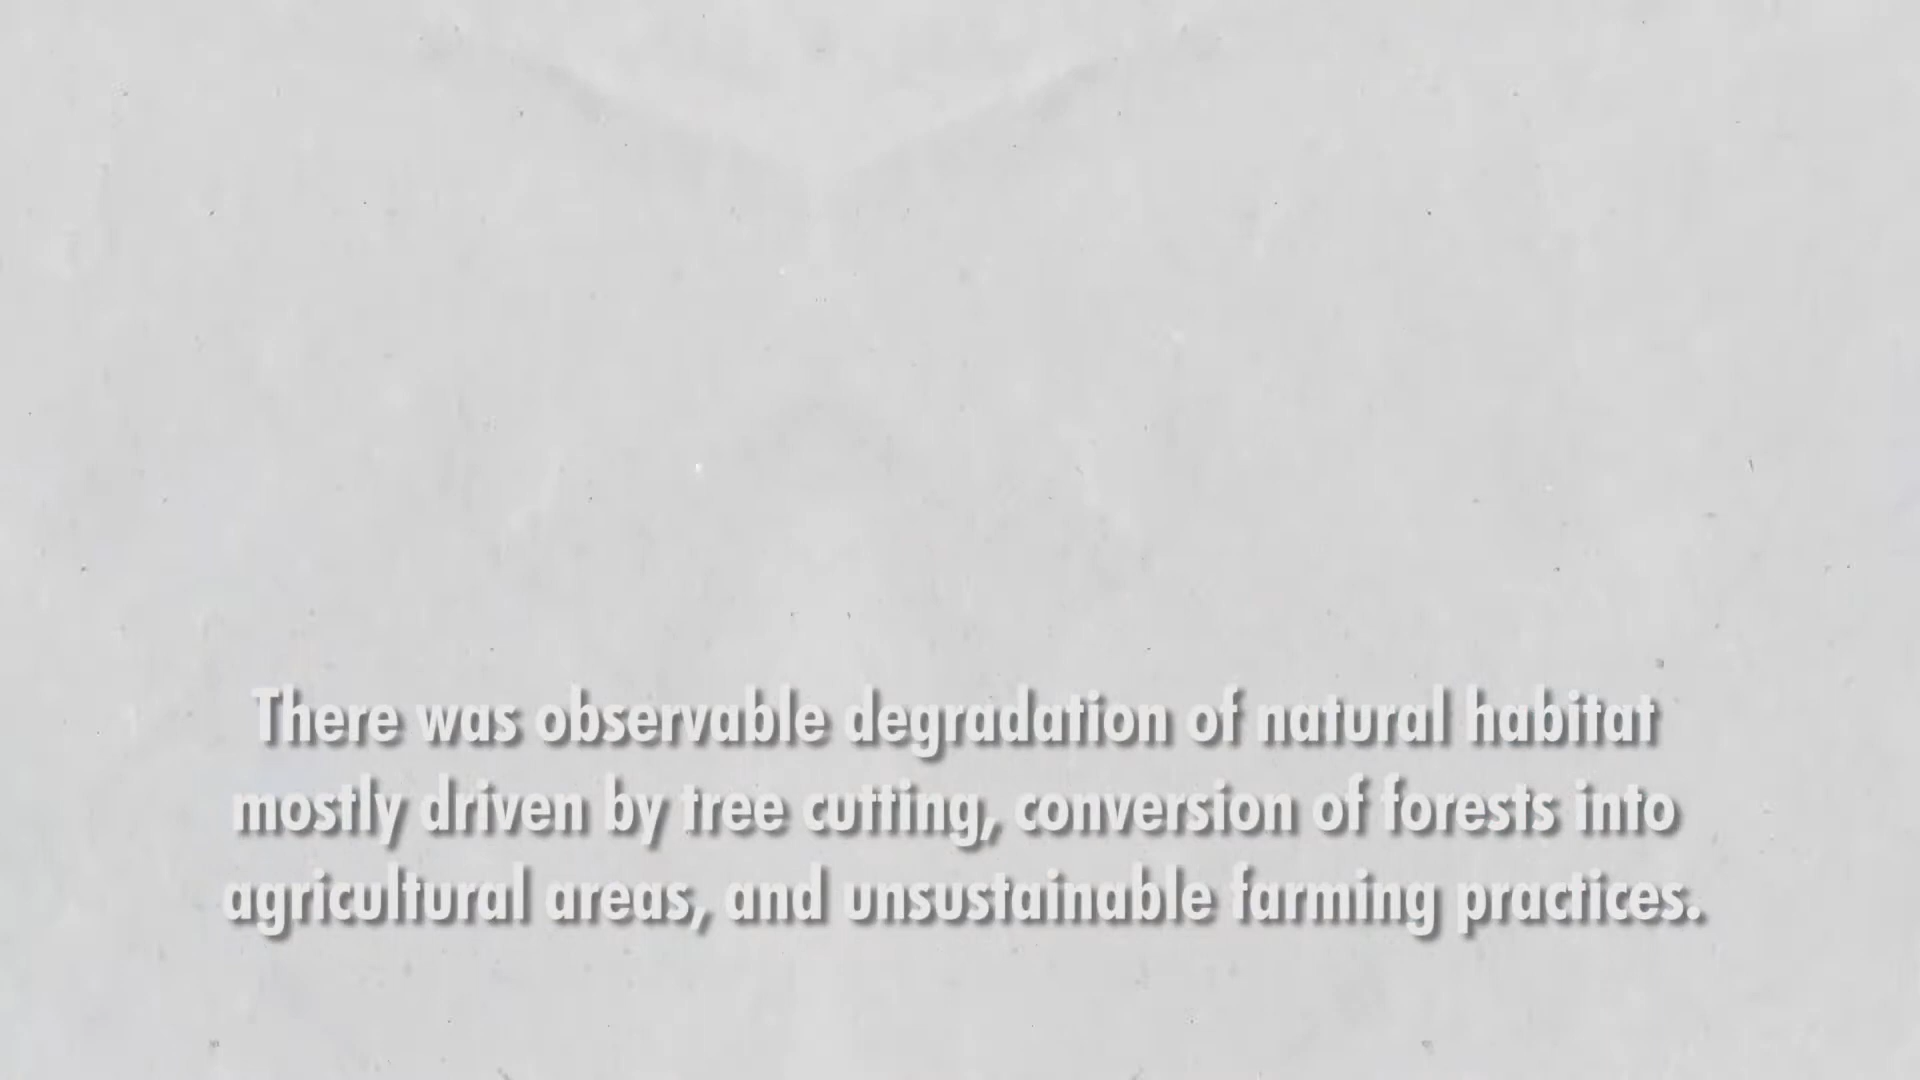 There was observable degradation of natural habitat
mostly driven by tree cutting, conversion of forests into
agricultural areas, and unsustainable farming practices.